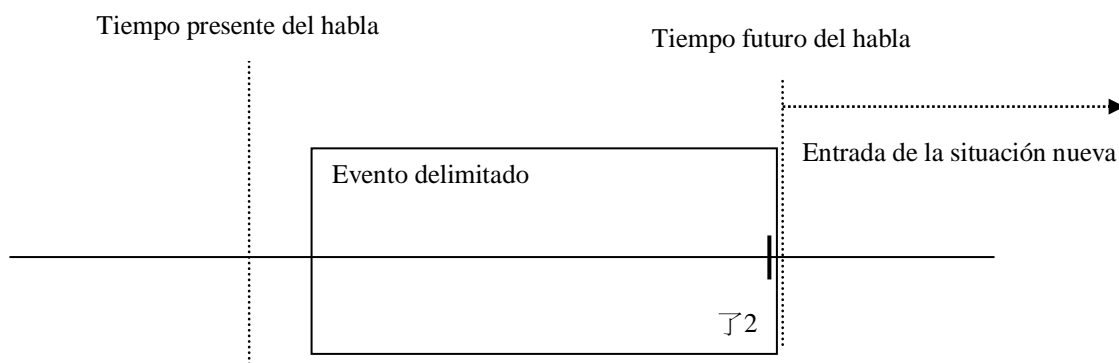 Tiempo presente del habla
Tiempo futuro del habla
Entrada de la situación nueva
Evento delimitado
了2